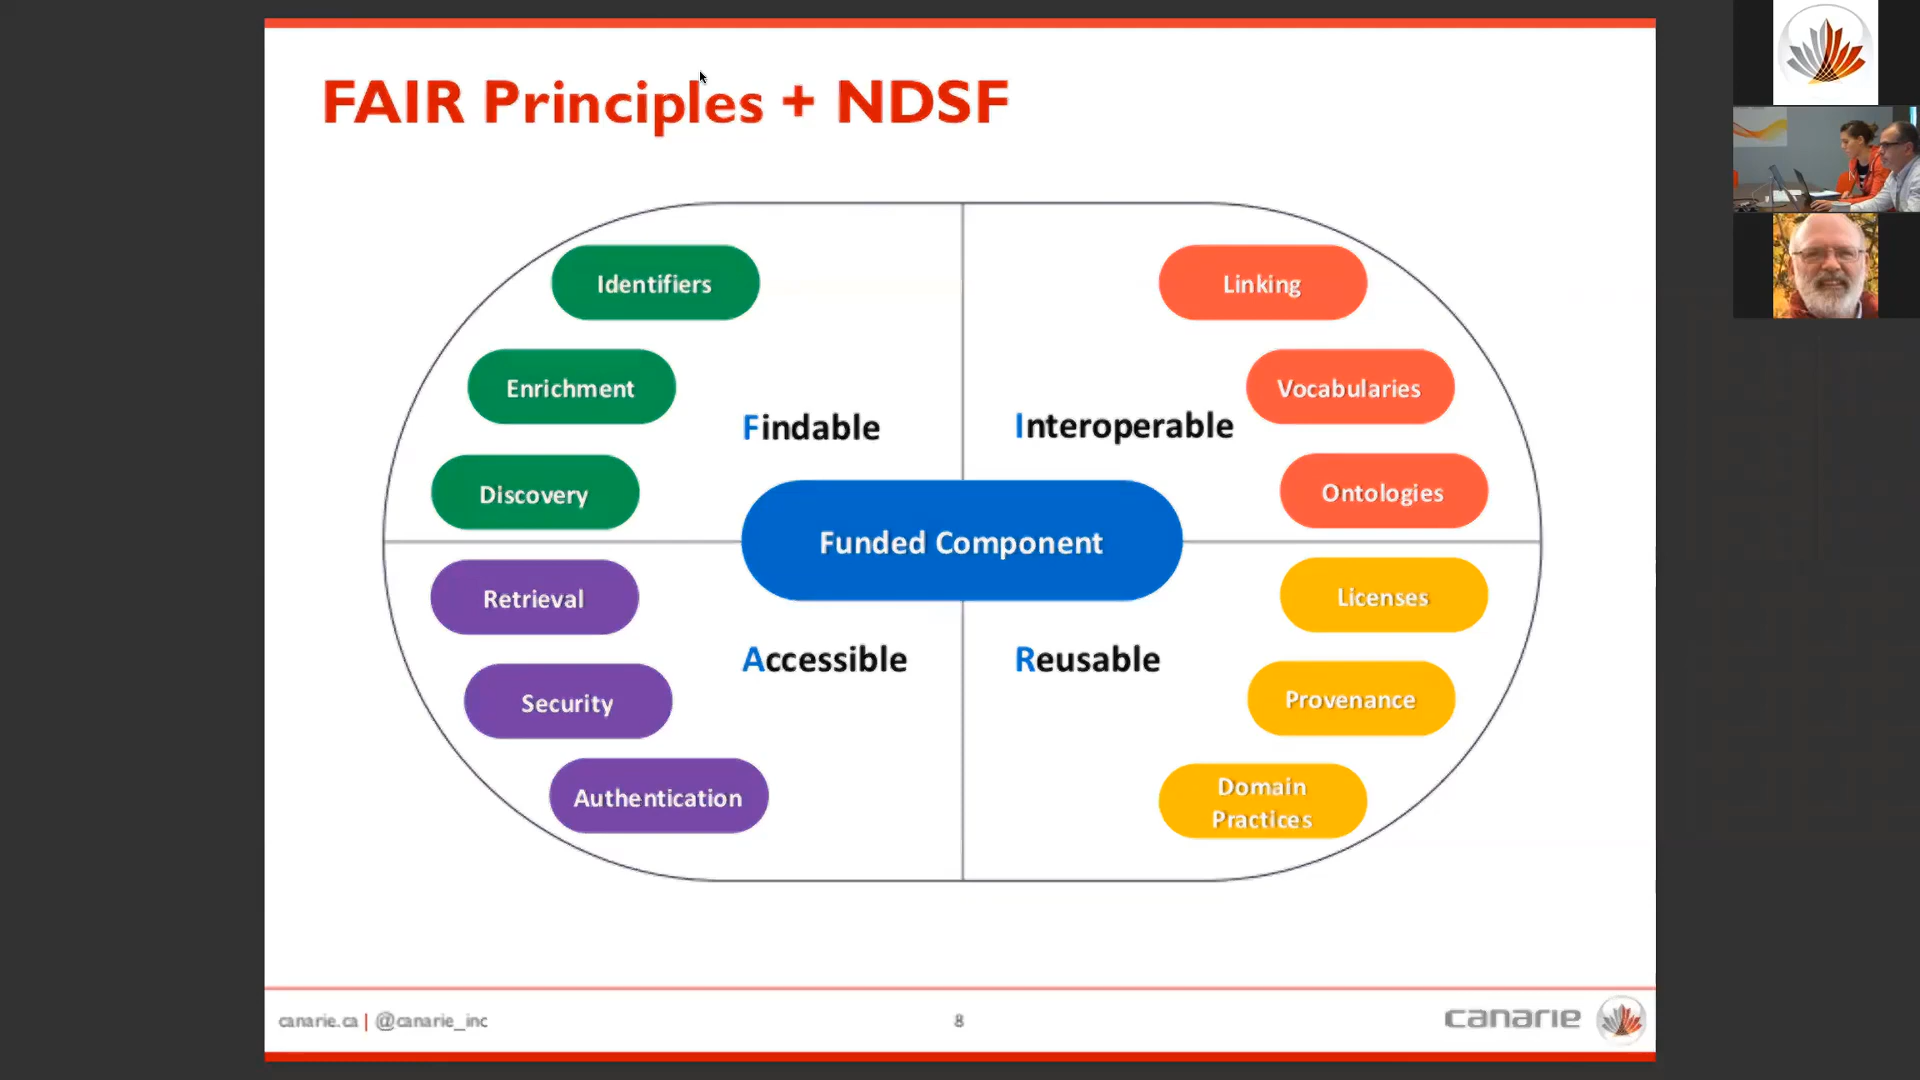 FAIR Principles + NDSF
Identifiers
Enrichment
Discovery
Findable
Linking
Vocabularies
Ontologies
Interoperable
Funded Component
Retrieval
Security
Authentication
Accessible
Licenses
Provenance
Domain
Practices
Reusable
canarie.ca | @canarie_inc
8
canarie